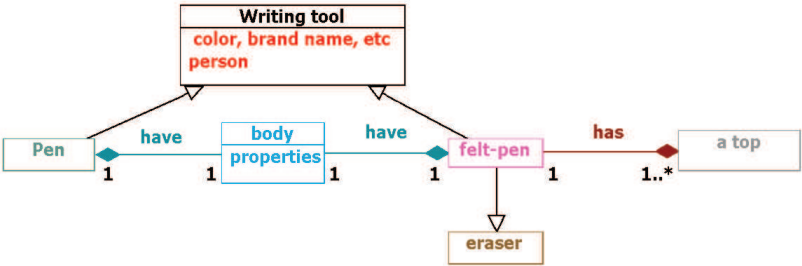 Writing tool
color, brand name, etc
person
Pen
have
body
properties
have
felt-pen
has
a top
1
1
1
1
1
1..*
eraser